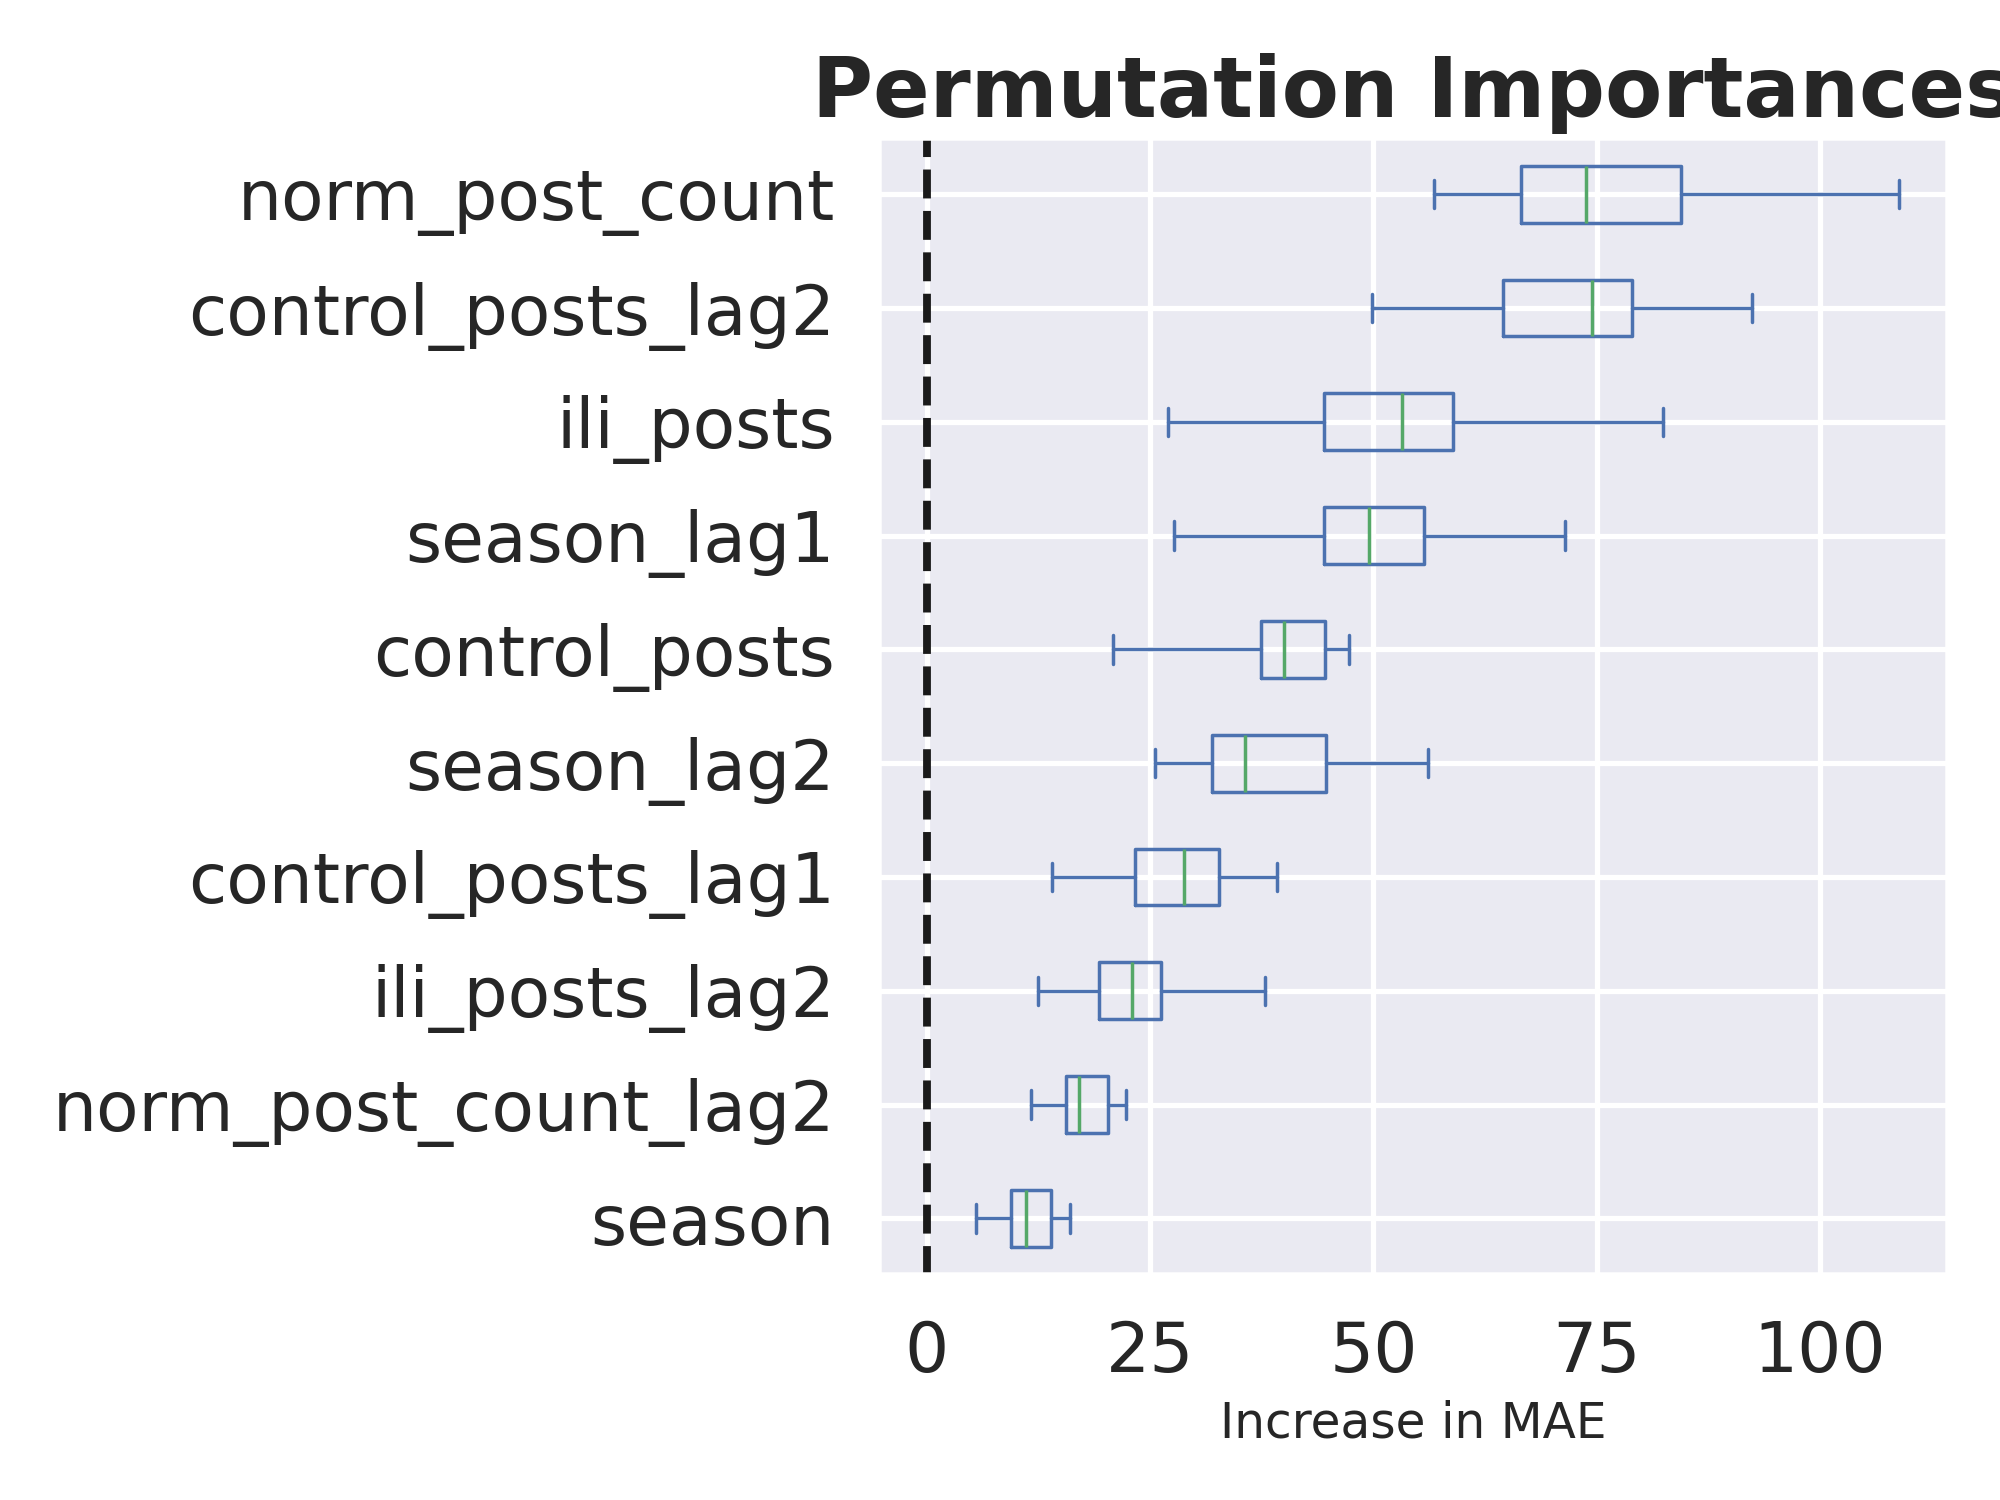 Permutation Importances
norm_post_count
control_posts_lag2
ili_posts
season_lag1
control_posts
season_lag2
control_posts_lag1
ili_posts_lag2
norm_post_count_lag2
season
0 25 50 75 100
Increase in MAE